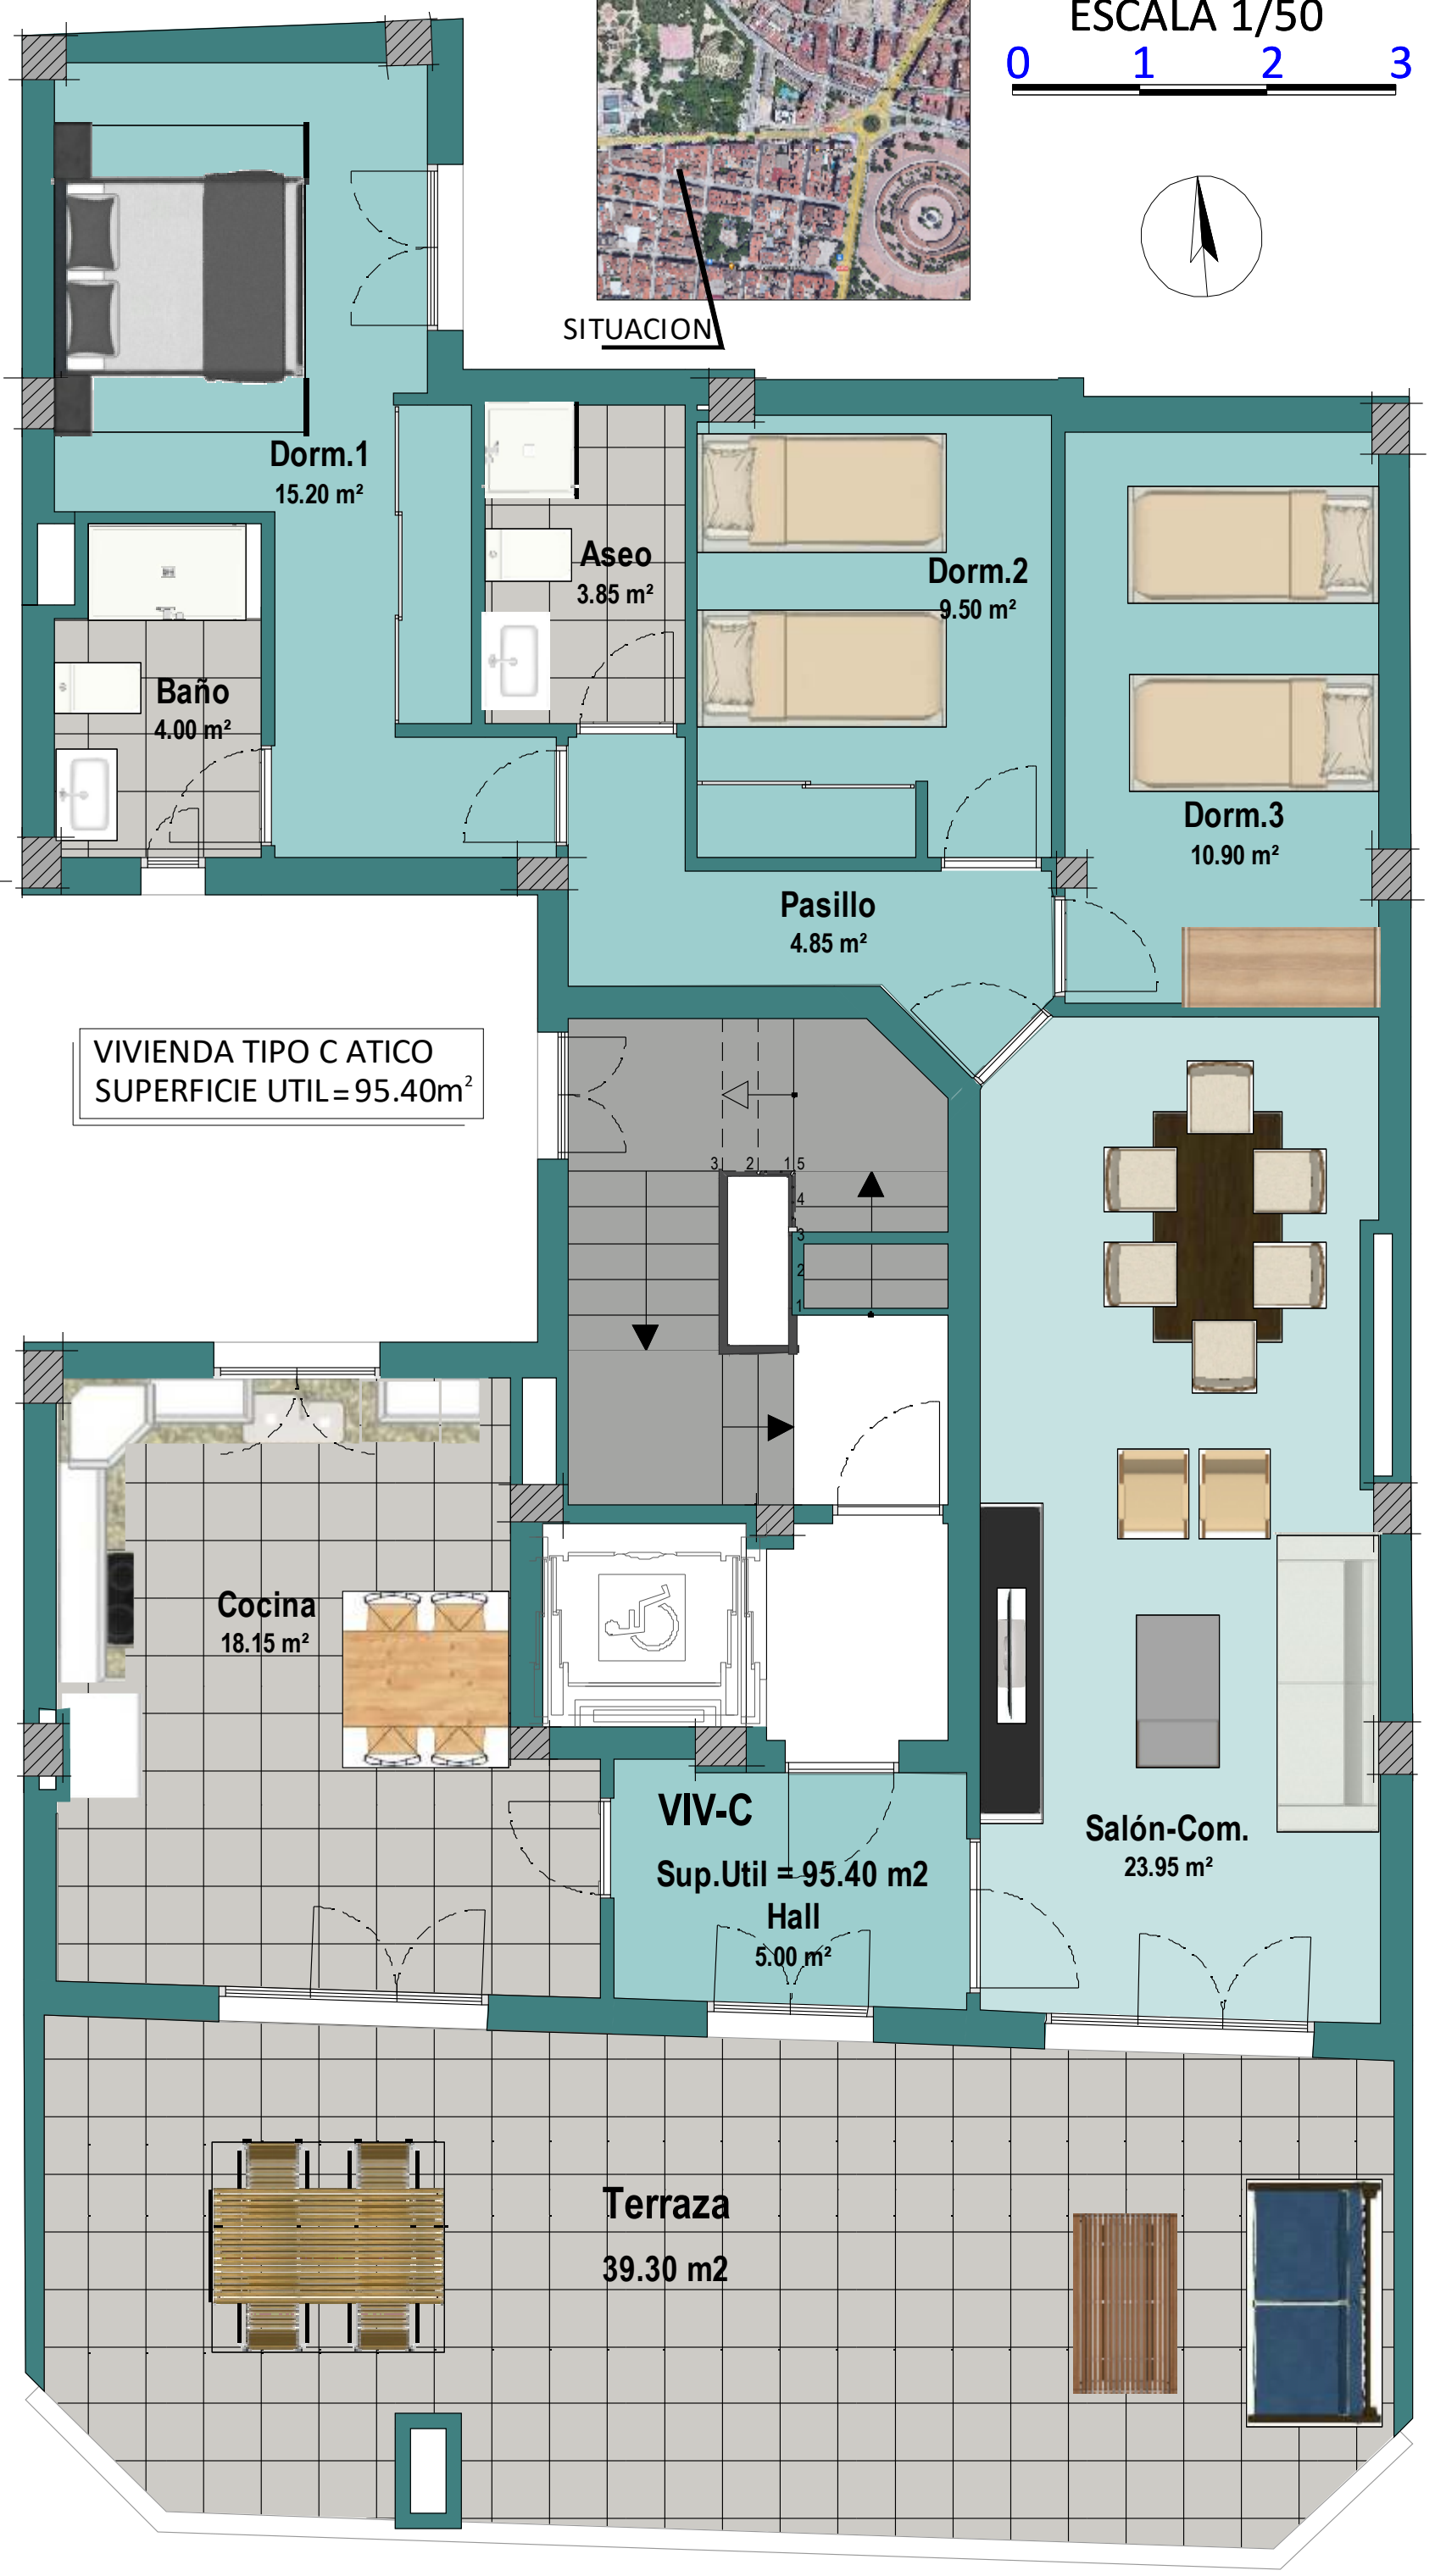 ESCALA 1/50
0 1 2 3
SITUACION
Dorm.1
15.20 m²
Aseo
3.85 m²
Dorm.2
9.50 m²
Baño
4.00 m²
Dorm.3
10.90 m²
Pasillo
4.85 m²
VIVIENDA TIPO C ATICO
SUPERFICIE UTIL=95.40m²
3 2 1 5
4
3
2
1
Cocina
18.15 m²
VIV-C
Sup.Util = 95.40 m2
Hall
5.00 m²
Salón-Com.
23.95 m²
Terraza
39.30 m2